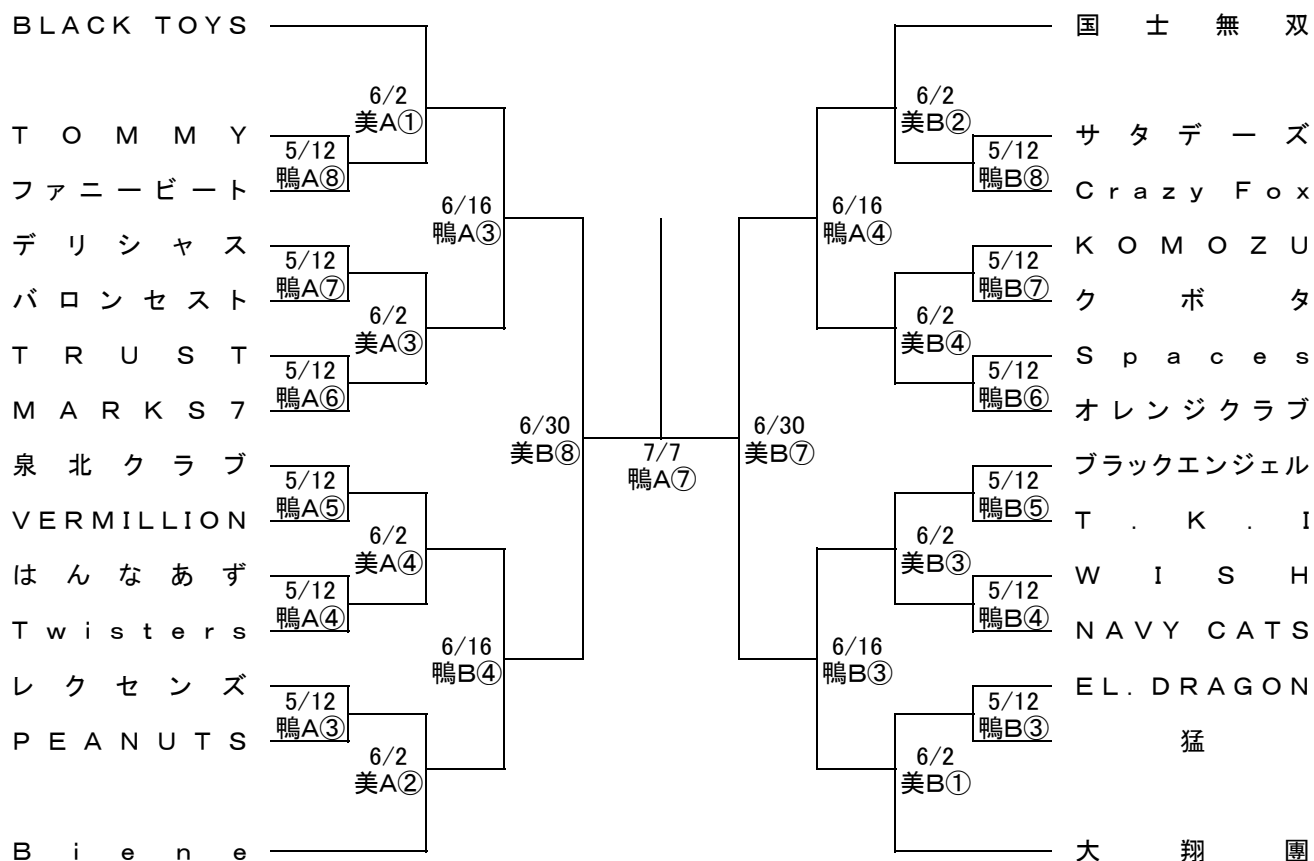 BLACK TOYS
国士無双
6/2
美A①
6/2
美B②
TOMMY
サタデーズ
5/12
鴨A⑧
5/12
鴨B⑧
ファニービート
Crazy Fox
6/16
鴨A③
6/16
鴨A④
デリシャス
KOMOZU
5/12
鴨A⑦
5/12
鴨B⑦
バロンセスト
クボタ
6/2
美A③
6/2
美B④
TRUST
Spaces
5/12
鴨A⑥
5/12
鴨B⑥
MARKS7
オレンジクラブ
6/30
美B⑧
7/7
鴨A⑦
6/30
美B⑦
泉北クラブ
ブラックエンジェル
5/12
鴨A⑤
5/12
鴨B⑤
VERMILLION
T.K.I
6/2
美A④
6/2
美B③
はんなあず
WISH
5/12
鴨A④
5/12
鴨B④
Twisters
NAVY CATS
6/16
鴨B④
6/16
鴨B③
レクセンズ
EL.DRAGON
5/12
鴨A③
5/12
鴨B③
PEANUTS
猛
6/2
美A②
6/2
美B①
Biene
大翔團